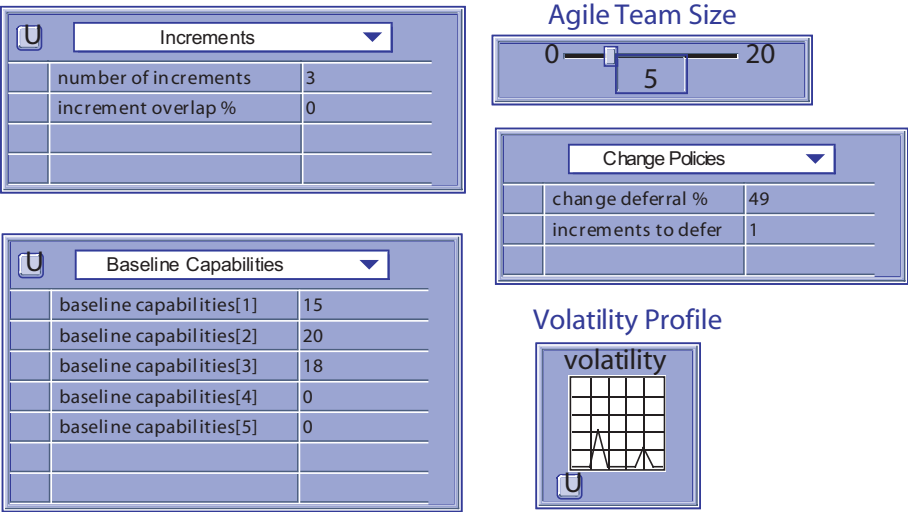 U Increments
number of increments 3
increment overlap % 0
Agile Team Size
0 20
5
Change Policies
change deferral % 49
increments to defer 1
U Baseline Capabilities
baseline capabilities[1] 15
baseline capabilities[2] 20
baseline capabilities[3] 18
baseline capabilities[4] 0
baseline capabilities[5] 0
Volatility Profile
volatility
U